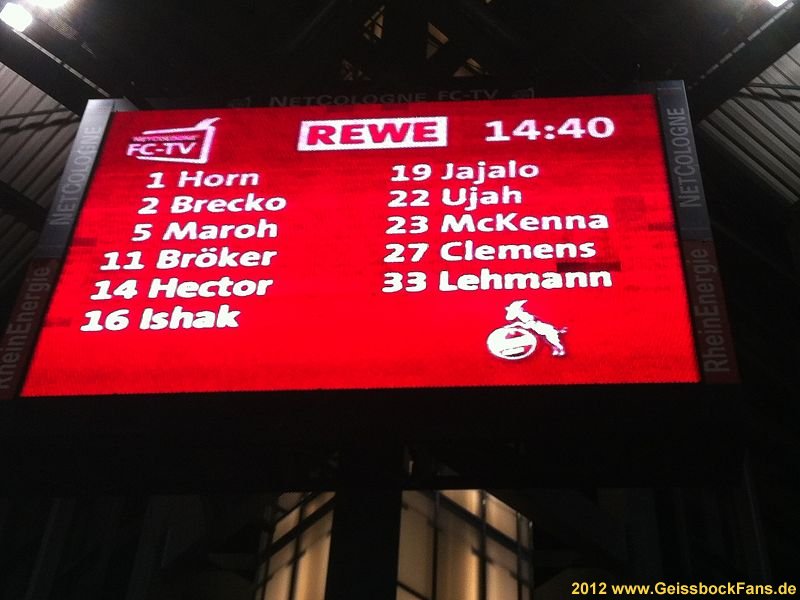 NETCOLOGNE FC-TV
NETCOLOGNE
FC-TV
REWE
14:40
1 Horn
2 Brecko
5 Maroh
11 Bröker
14 Hector
16 Ishak
19 Jajalo
22 Ujah
23 McKenna
27 Clemens
33 Lehmann
NETCOLOGNE
RheinEnergie
NETCOLOGNE
RheinEnergie
2012 www.GeissbockFans.de